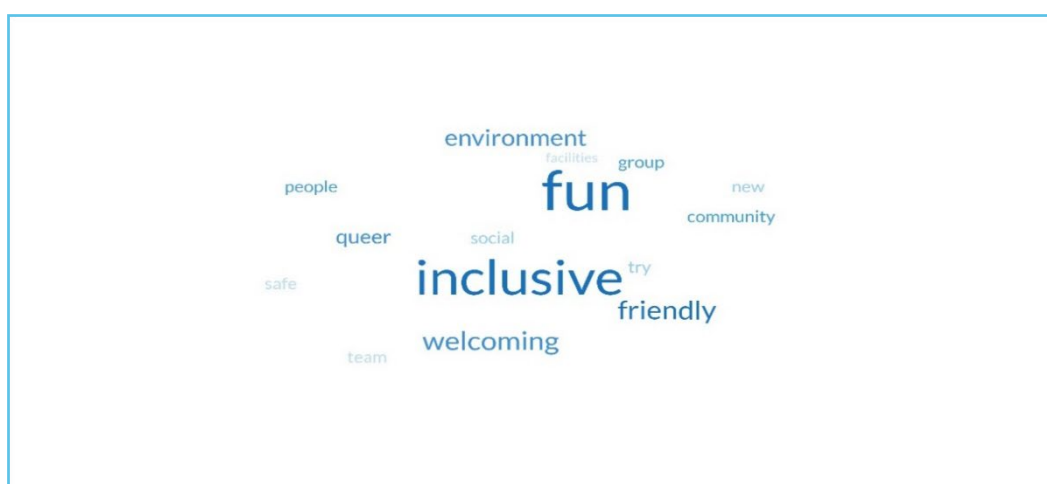 environment
facilities
group
people
fun
new
community
queer
social
inclusive
try
safe
friendly
welcoming
team